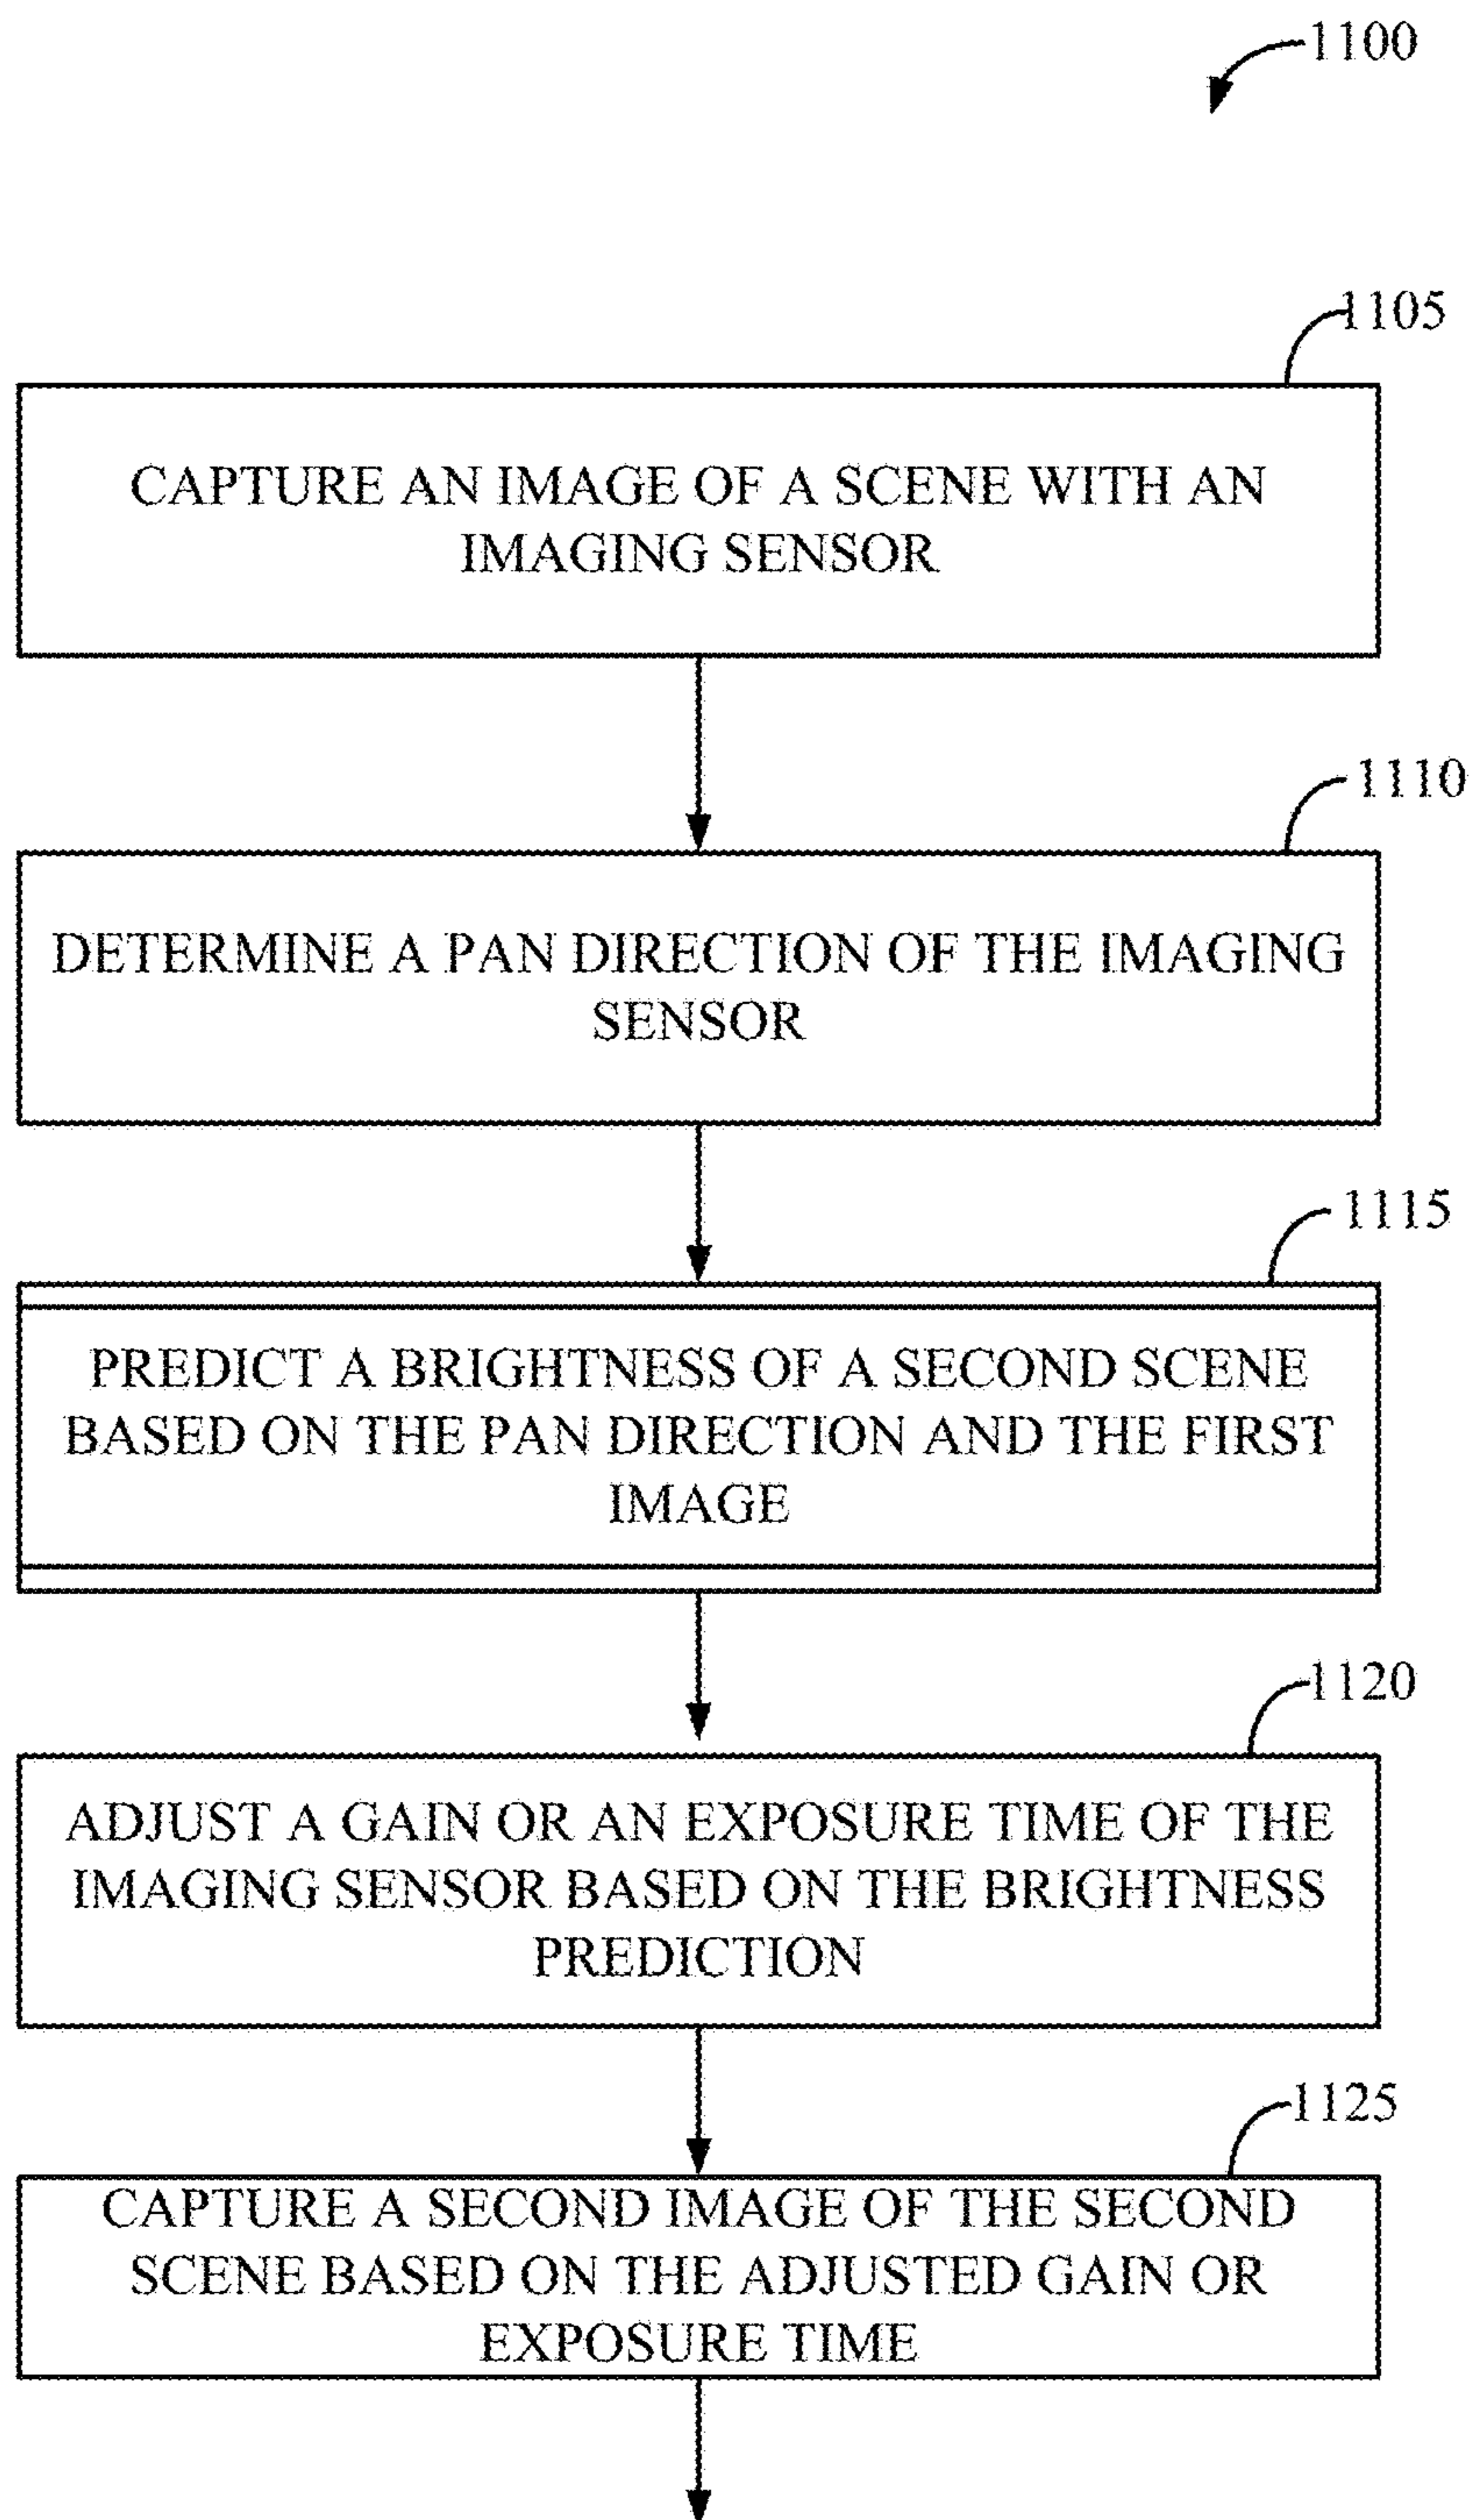 1100
1105
CAPTURE AN IMAGE OF A SCENE WITH AN
IMAGING SENSOR
1110
DETERMINE A PAN DIRECTION OF THE IMAGING
SENSOR
1115
PREDICT A BRIGHTNESS OF A SECOND SCENE
BASED ON THE PAN DIRECTION AND THE FIRST
IMAGE
1120
ADJUST A GAIN OR AN EXPOSURE TIME OF THE
IMAGING SENSOR BASED ON THE BRIGHTNESS
PREDICTION
1125
CAPTURE A SECOND IMAGE OF THE SECOND
SCENE BASED ON THE ADJUSTED GAIN OR
EXPOSURE TIME